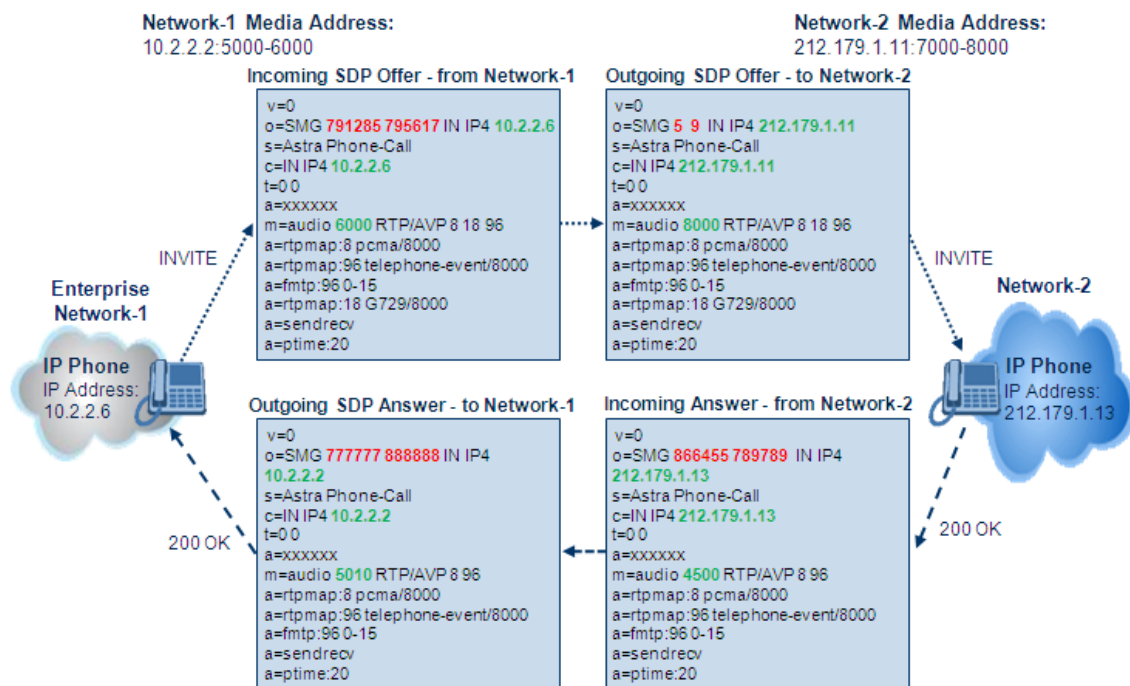 Network-1 Media Address:
10.2.2.2:5000-6000
Network-2 Media Address:
212.179.1.11:7000-8000
Incoming SDP Offer - from Network-1
v=0
o=SMG 791285 795617 IN IP4 10.2.2.6
s=Astra Phone-Call
c=IN IP4 10.2.2.6
t=0 0
a=xxxxxx
m=audio 6000 RTP/AVP 8 18 96
a=rtpmap:8 pcma/8000
a=rtpmap:96 telephone-event/8000
a=fmtp:96 0-15
a=rtpmap:18 G729/8000
a=sendrecv
a=ptime:20
Outgoing SDP Offer - to Network-2
v=0
o=SMG 5 9 IN IP4 212.179.1.11
s=Astra Phone-Call
c=IN IP4 212.179.1.11
t=0 0
a=xxxxxx
m=audio 8000 RTP/AVP 8 18 96
a=rtpmap:8 pcma/8000
a=rtpmap:96 telephone-event/8000
a=fmtp:96 0-15
a=rtpmap:18 G729/8000
a=sendrecv
a=ptime:20
INVITE
INVITE
Enterprise
Network-1
IP Phone
IP Address:
10.2.2.6
Network-2
IP Phone
IP Address:
212.179.1.13
Outgoing SDP Answer - to Network-1
v=0
o=SMG 777777 888888 IN IP4
10.2.2.2
s=Astra Phone-Call
c=IN IP4 10.2.2.2
t=0 0
a=xxxxxx
m=audio 5010 RTP/AVP 8 96
a=rtpmap:8 pcma/8000
a=rtpmap:96 telephone-event/8000
a=fmtp:96 0-15
a=sendrecv
a=ptime:20
Incoming Answer - from Network-2
v=0
o=SMG 866455 789789 IN IP4
212.179.1.13
s=Astra Phone-Call
c=IN IP4 212.179.1.13
t=0 0
a=xxxxxx
m=audio 4500 RTP/AVP 8 96
a=rtpmap:8 pcma/8000
a=rtpmap:96 telephone-event/8000
a=fmtp:96 0-15
a=sendrecv
a=ptime:20
200 OK
200 OK